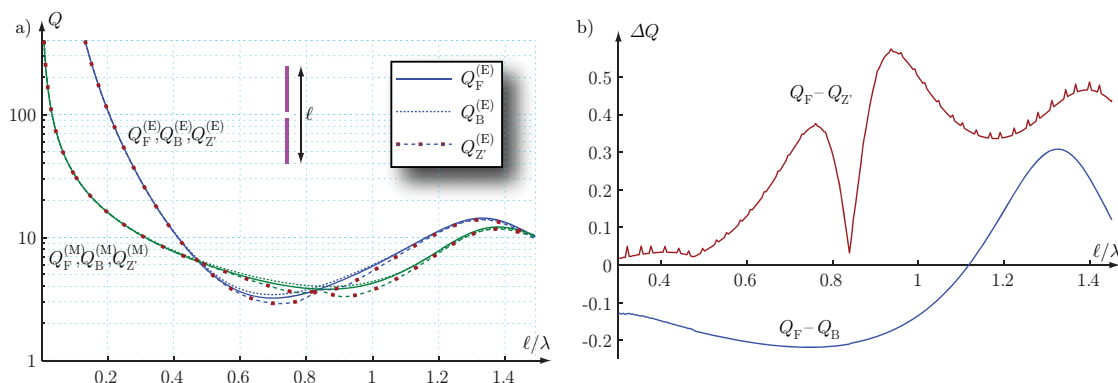 a)
Q
100
10
1
0.2
0.4
0.6
0.8
1
1.2
1.4
ℓ/λ
Q_F^(E),Q_B^(E),Q_Z'^(E)
Q_F^(M),Q_B^(M),Q_Z'^(M)
ℓ
Q_F^(E)
Q_B^(E)
Q_Z'^(E)
b)
ΔQ
0.5
0.4
0.3
0.2
0.1
0
-0.1
-0.2
0.4
0.6
0.8
1
1.2
1.4
ℓ/λ
Q_F–Q_Z'
Q_F–Q_B